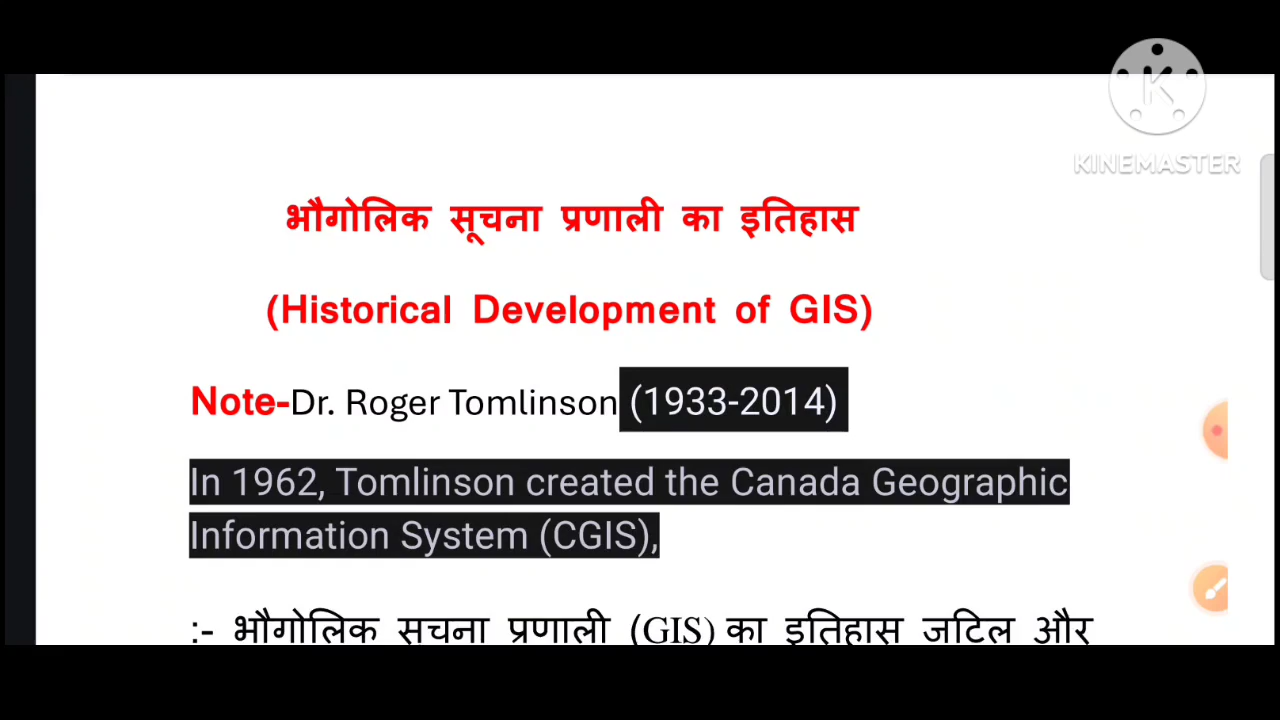 KINEMASTER
भौगोलिक सूचना प्रणाली का इतिहास
(Historical Development of GIS)
Note-Dr. Roger Tomlinson (1933-2014)
In 1962, Tomlinson created the Canada Geographic
Information System (CGIS),
:- भौगोलिक सूचना प्रणाली (GIS) का इतिहास जटिल और